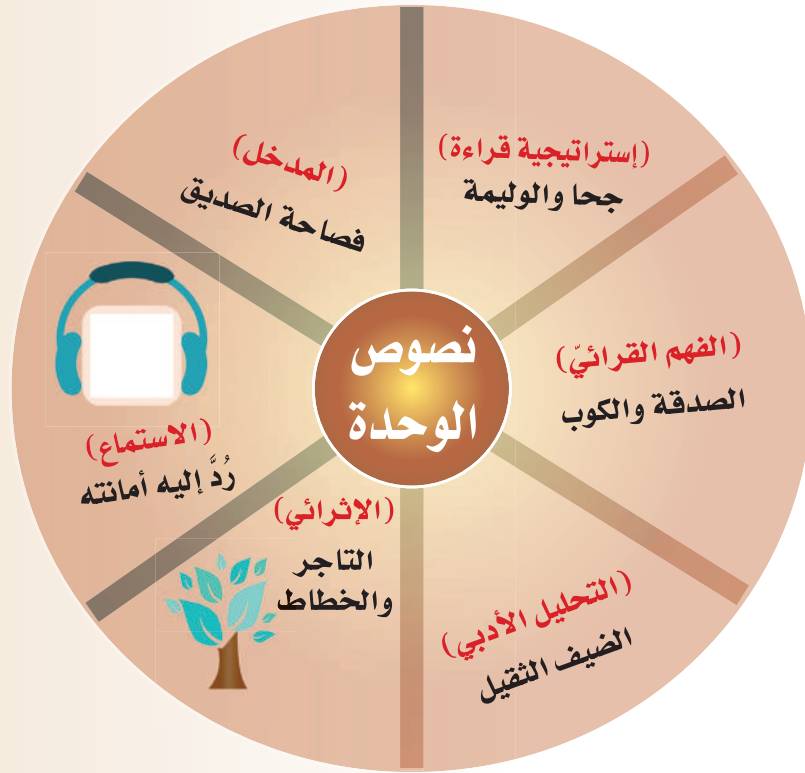 نصوص
الوحدة
(المدخل)
فصاحة الصديق
(إستراتيجية قراءة)
جحا والوليمة
(الفهم القرائيّ)
الصدقة والكوب
(التحليل الأدبي)
الضيف الثقيل
(الإثرائي)
التاجر
والخطاط
(الاستماع)
رُدَّ إليه أمانته